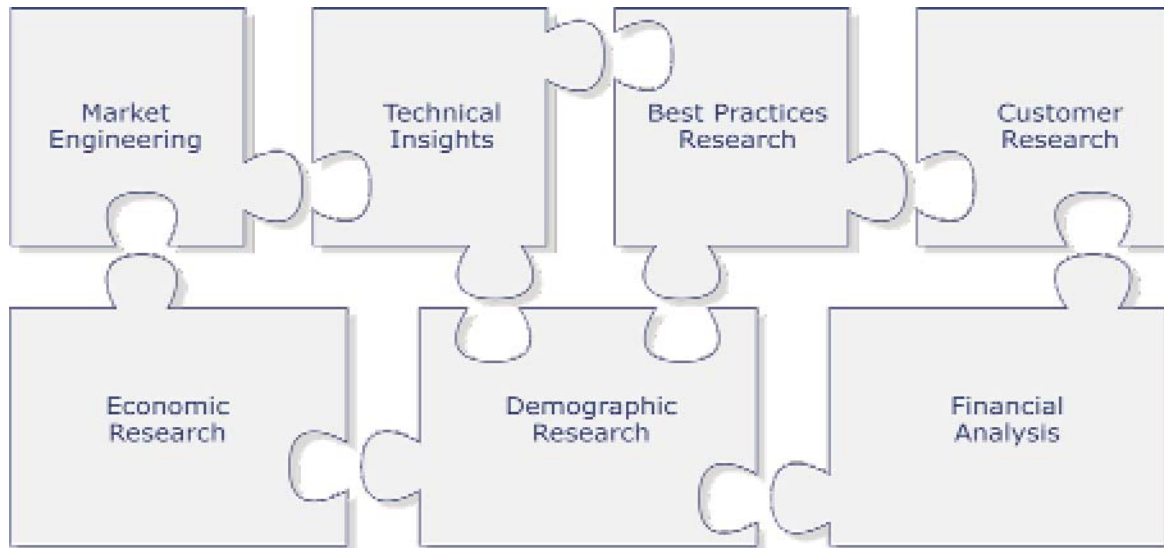 Market
Engineering
Technical
Insights
Best Practices
Research
Customer
Research
Economic
Research
Demographic
Research
Financial
Analysis